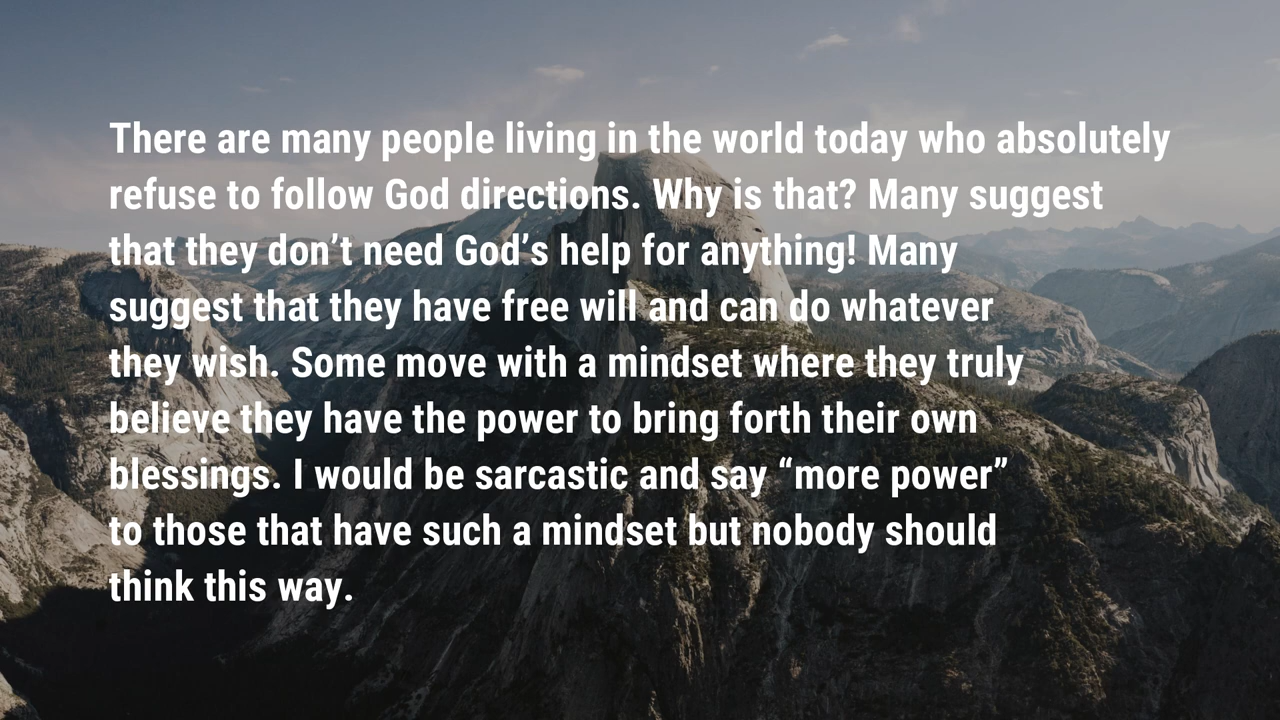 There are many people living in the world today who absolutely
refuse to follow God directions. Why is that? Many suggest
that they don’t need God’s help for anything! Many
suggest that they have free will and can do whatever
they wish. Some move with a mindset where they truly
believe they have the power to bring forth their own
blessings. I would be sarcastic and say “more power”
to those that have such a mindset but nobody should
think this way.